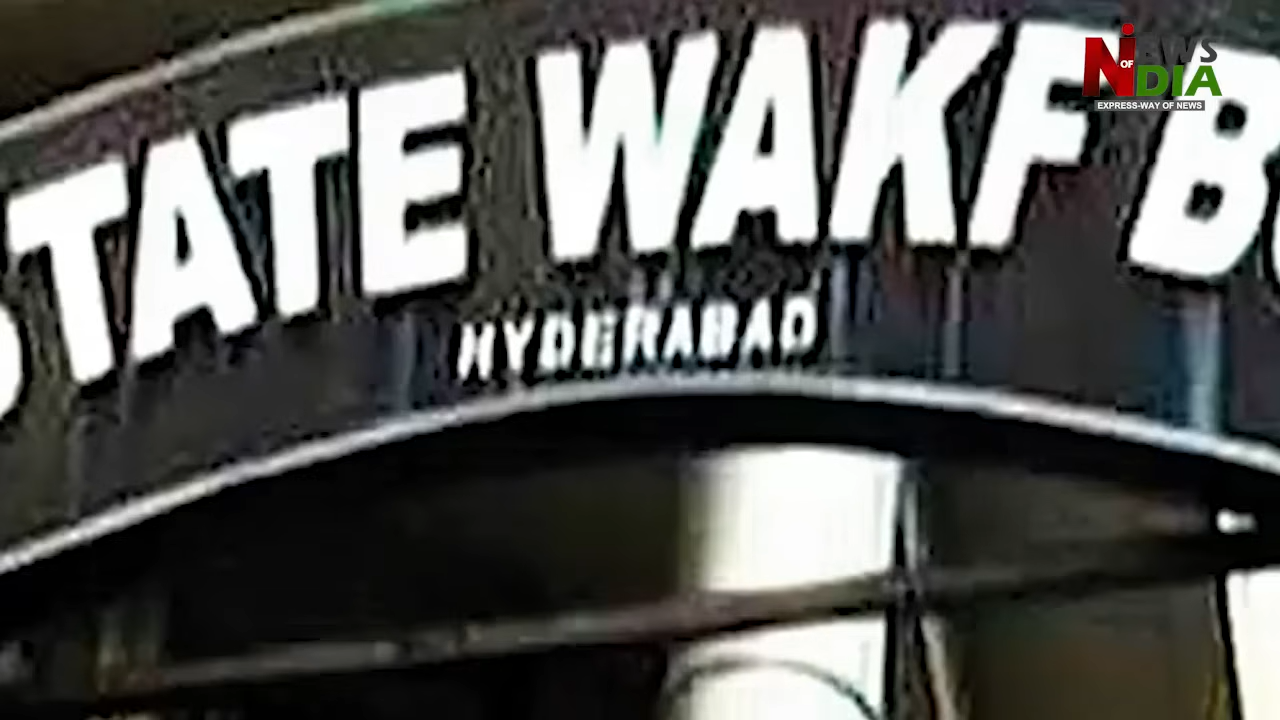 STATE WAKF B
HYDERABAD
NEWS
OF
INDIA
EXPRESS-WAY OF NEWS